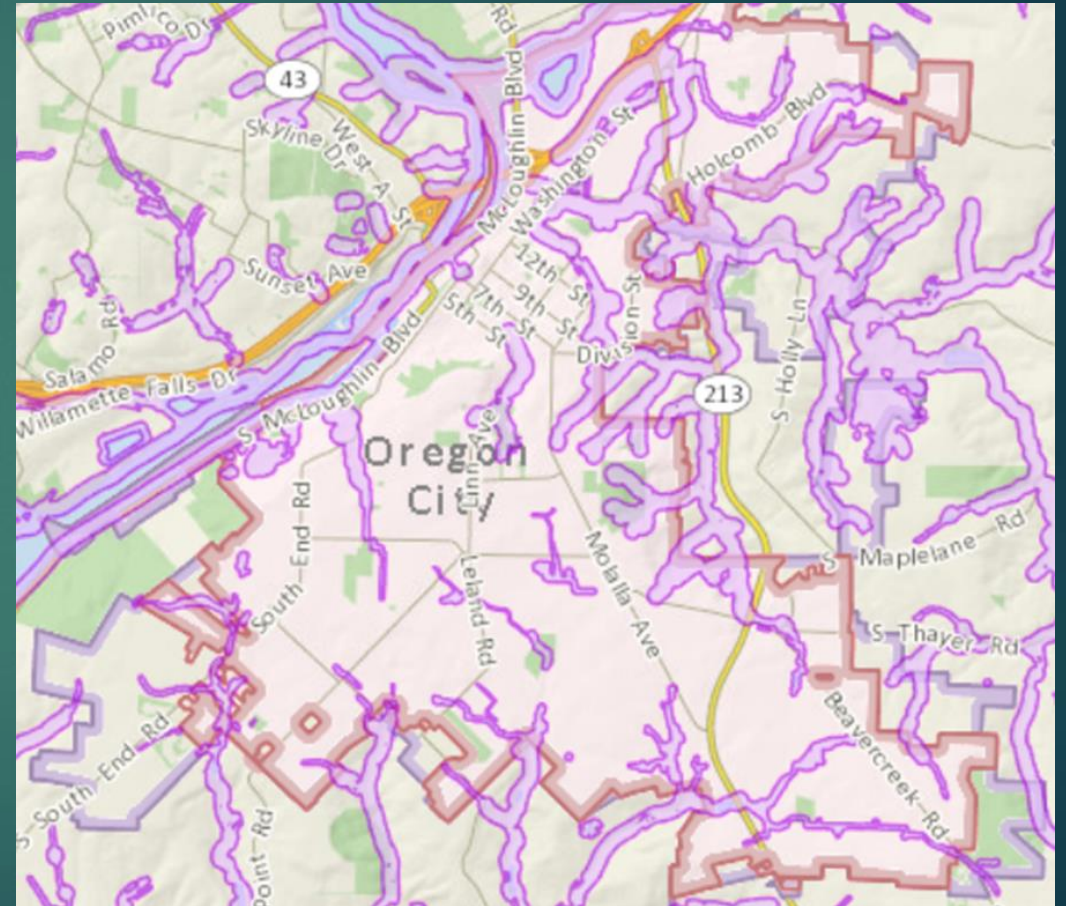 Pimlico Dr
Rd
43
Skyline Dr
West A St
McLoughlin Blvd
Washington St
Holcomb Blvd
Sunset Ave
12th St
9th St
7th St
5th St
Division St
Salamo Rd
Willamette Falls Dr
S McLoughlin Blvd
213
S Holly Ln
Oregon
City
Linn Ave
South End Rd
Leland Rd
Molalla Ave
S Maplelane Rd
S Thayer Rd
Beavercreek Rd
S South End Rd
oint Rd